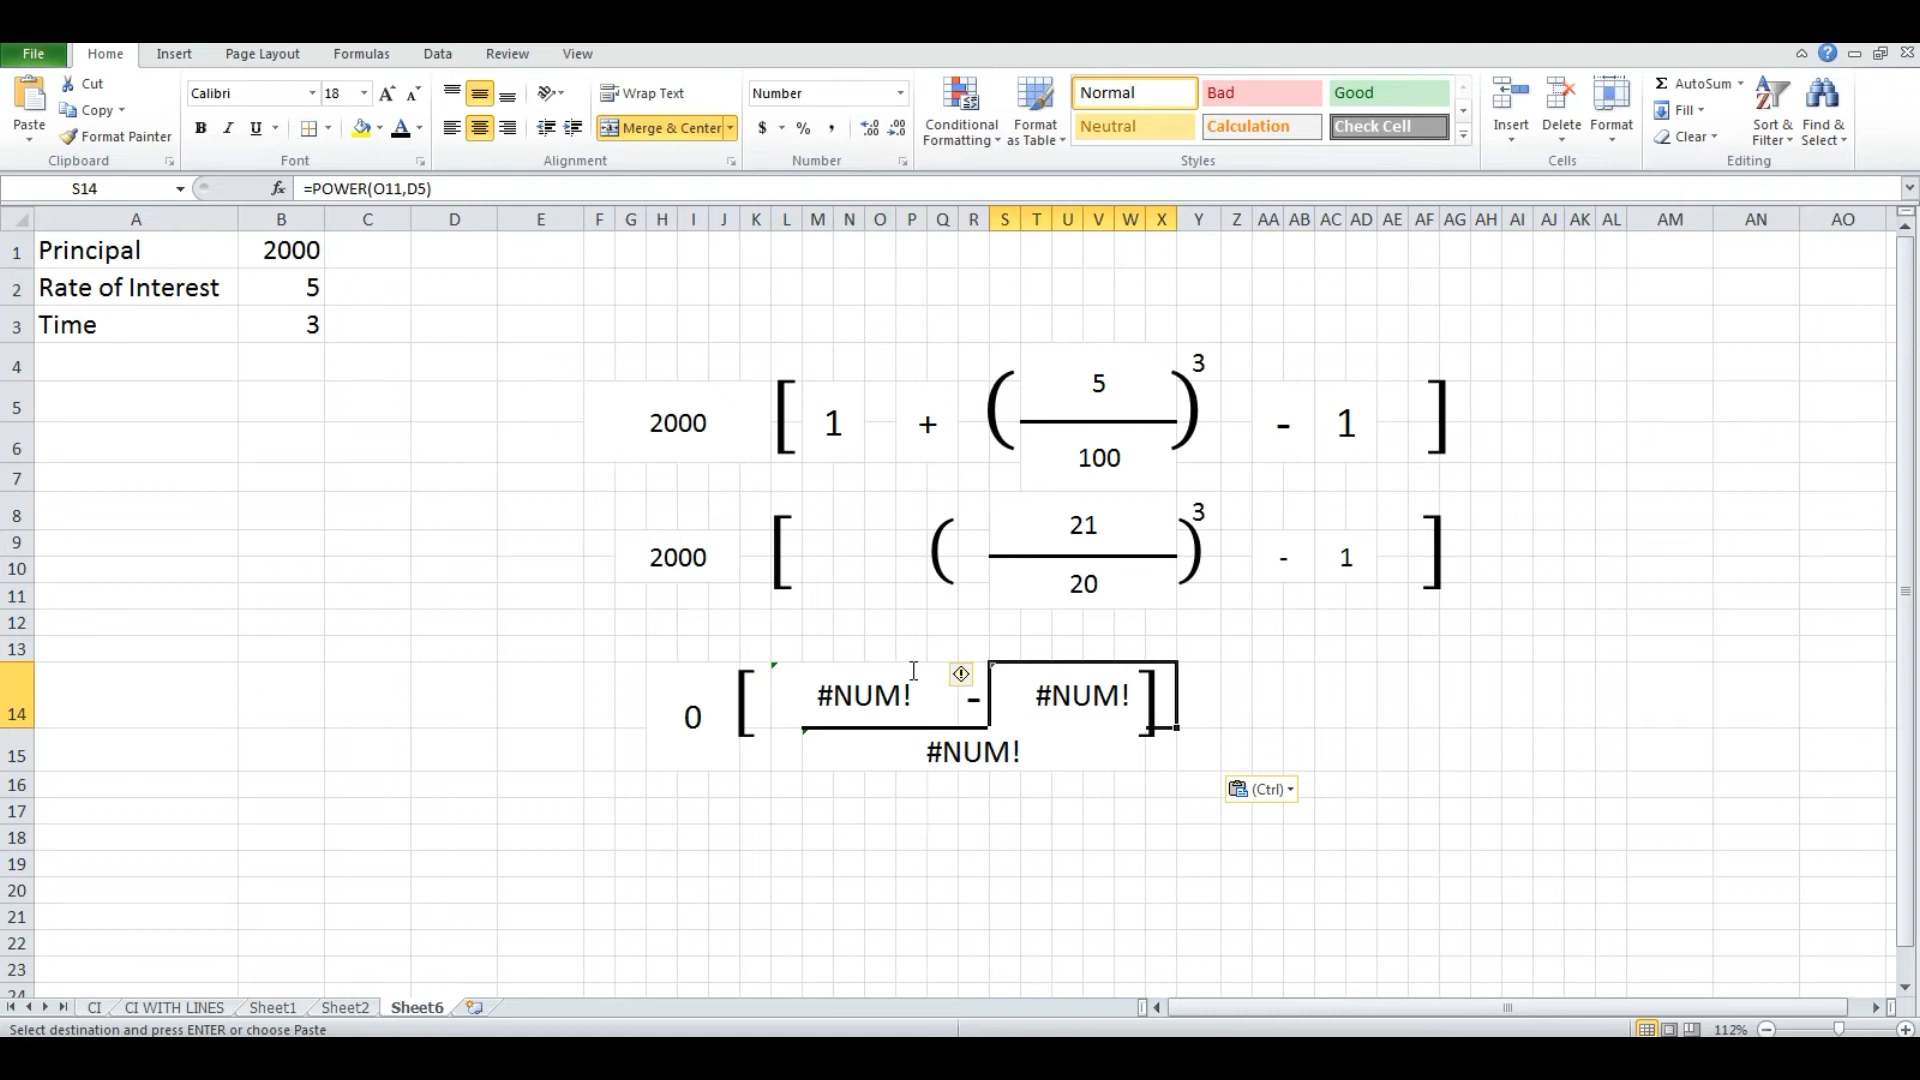 File Home Insert Page Layout Formulas Data Review View
Cut
Copy
Format Painter
Paste
Calibri 18
B I U
Wrap Text
Merge & Center
Number
$ % ,
Conditional Formatting
Format as Table
Normal Bad Good
Neutral Calculation Check Cell
Insert Delete Format
AutoSum
Fill
Clear
Sort & Filter
Find & Select
Clipboard Font Alignment Number Styles Cells Editing
S14 fx =POWER(O11,D5)
A B C D E F G H I J K L M N O P Q R S T U V W X Y Z AA AB AC AD AE AF AG AH AI AJ AK AL AM AN AO
1 Principal 2000
2 Rate of Interest 5
3 Time 3
4 3
5 5
2000 [ 1 + ( ) - 1 ]
6 100
7
8 21 3
9
2000 [ ( ) - 1 ]
10 20
11
12
13
14 0 [ #NUM! - #NUM! ]
15 #NUM!
16 (Ctrl)
17
18
19
20
21
22
23
24
CI CI WITH LINES Sheet1 Sheet2 Sheet6
Select destination and press ENTER or choose Paste 112%